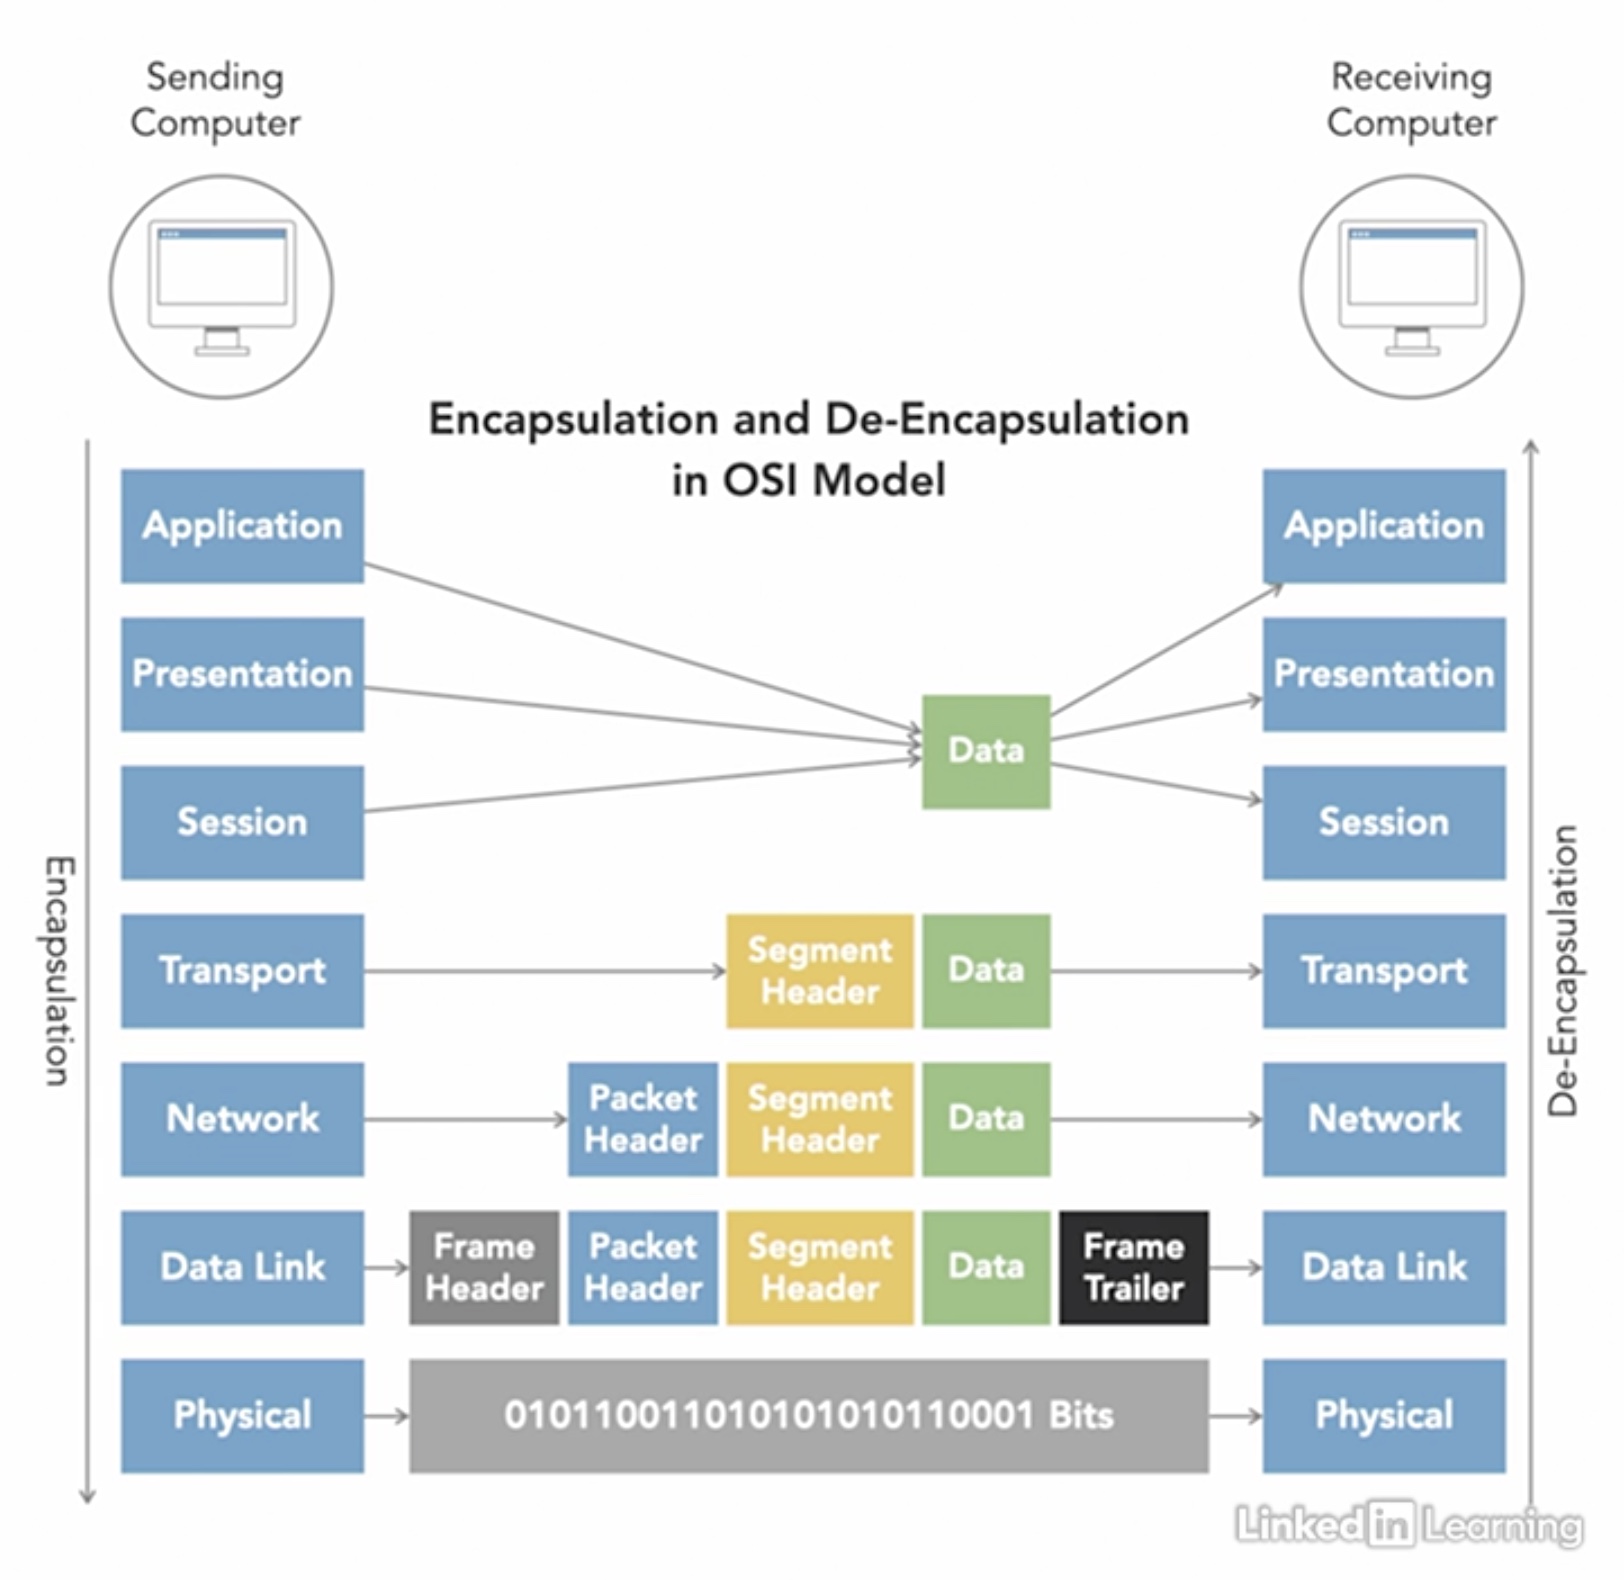 Sending
Computer
Receiving
Computer
Encapsulation and De-Encapsulation
in OSI Model
Encapsulation
De-Encapsulation
Application
Application
Presentation
Data
Presentation
Session
Session
Transport
Segment
Header
Data
Transport
Network
Packet
Header
Segment
Header
Data
Network
Data Link
Frame
Header
Packet
Header
Segment
Header
Data
Frame
Trailer
Data Link
Physical
010110011010101010110001 Bits
Physical
Linked in Learning